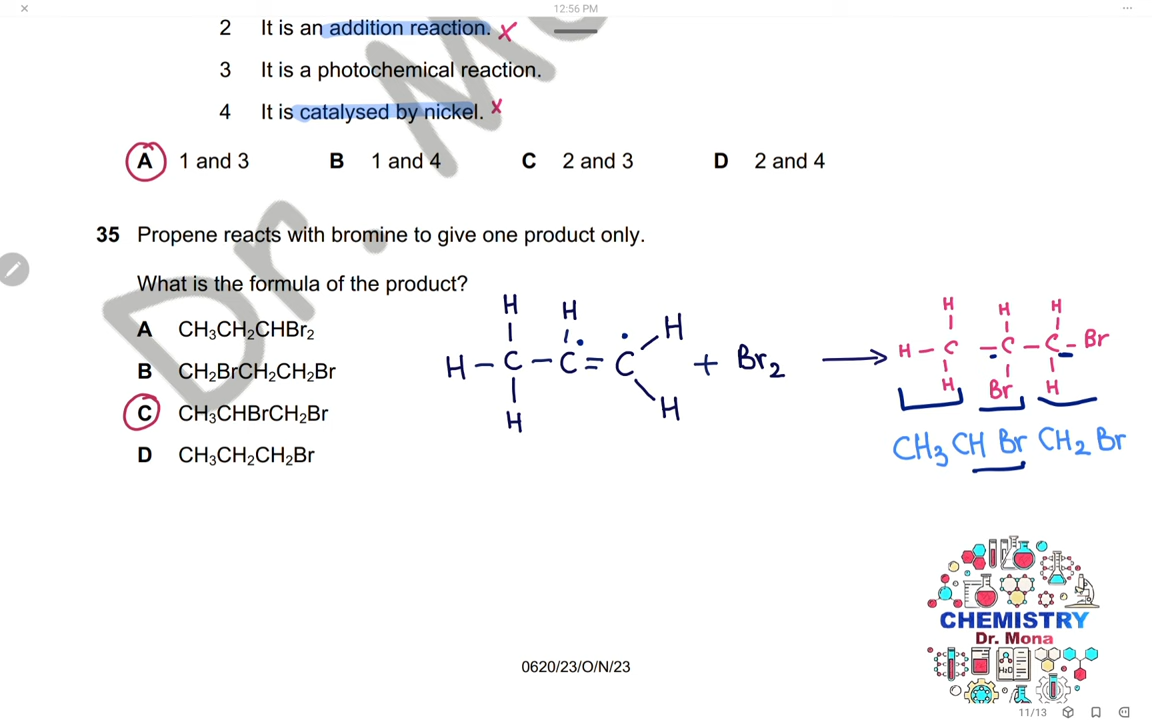 12:56 PM
2 It is an addition reaction. X
3 It is a photochemical reaction.
4 It is catalysed by nickel. X
A 1 and 3 B 1 and 4 C 2 and 3 D 2 and 4
35 Propene reacts with bromine to give one product only.
What is the formula of the product?
A CH₃CH₂CHBr₂
B CH₂BrCH₂CH₂Br
C CH₃CHBrCH₂Br
D CH₃CH₂CH₂Br
H H H
H – C – C = C + Br₂
H H
H H H
H – C – C – C – Br
H Br H
CH₃ CH Br CH₂ Br
CHEMISTRY
Dr. Mona
H₂O
0620/23/O/N/23
11/13
Dr. Mo